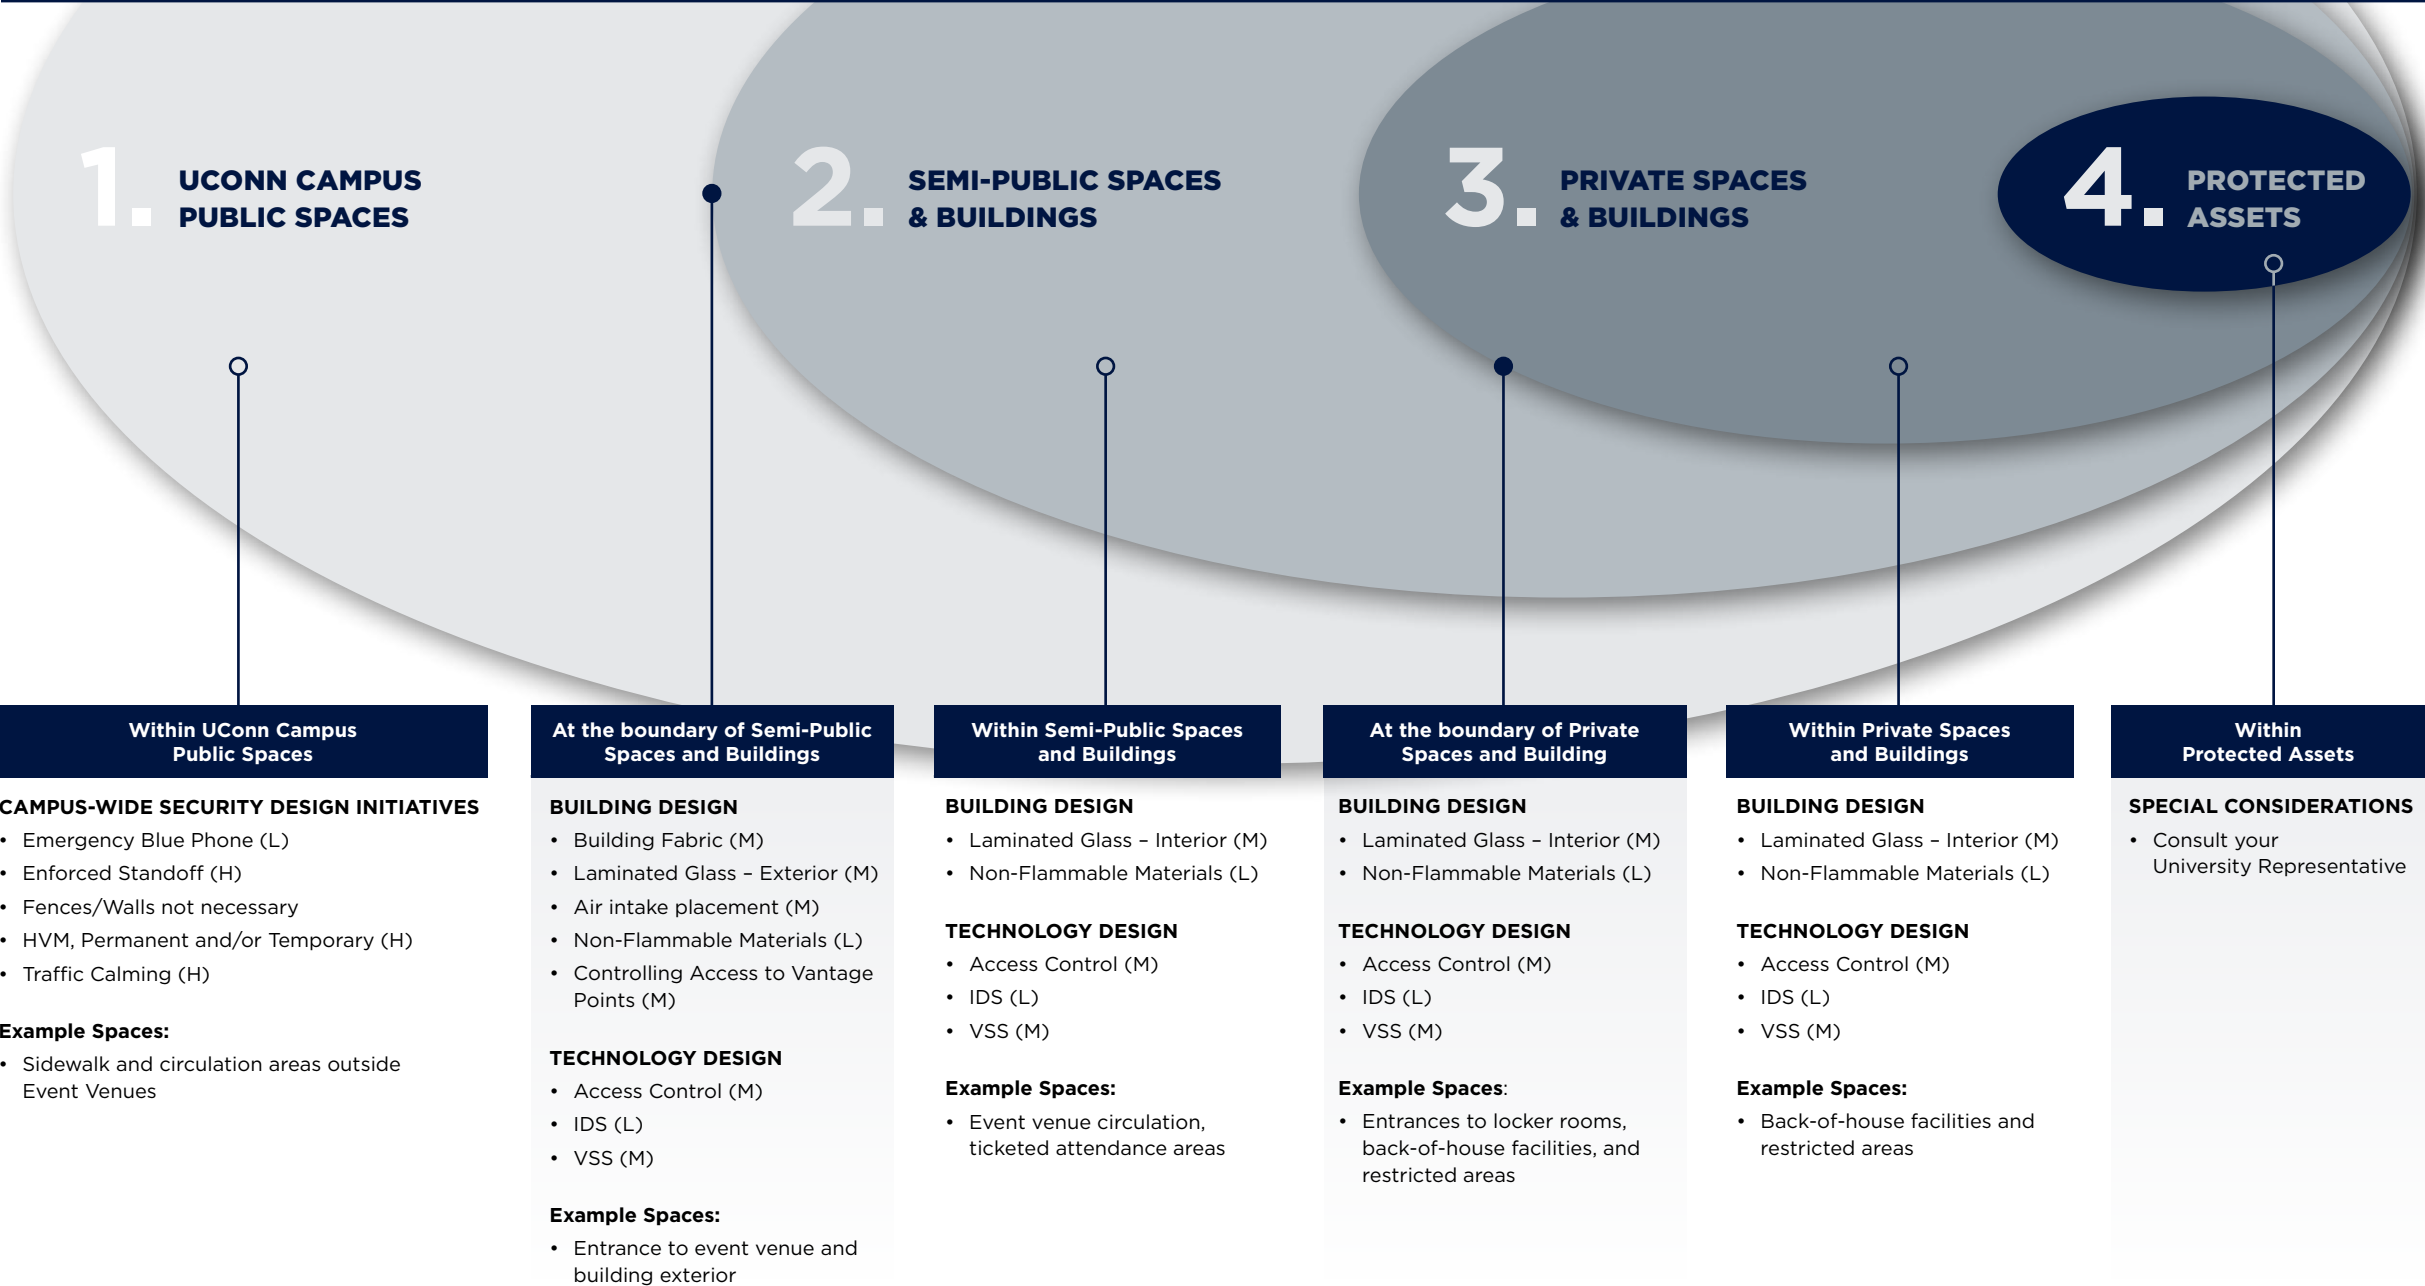 1. UCONN CAMPUS
PUBLIC SPACES
2. SEMI-PUBLIC SPACES
& BUILDINGS
3. PRIVATE SPACES
& BUILDINGS
4. PROTECTED
ASSETS
Within UConn Campus
Public Spaces
CAMPUS-WIDE SECURITY DESIGN INITIATIVES
• Emergency Blue Phone (L)
• Enforced Standoff (H)
• Fences/Walls not necessary
• HVM, Permanent and/or Temporary (H)
• Traffic Calming (H)
Example Spaces:
• Sidewalk and circulation areas outside
Event Venues
At the boundary of Semi-Public
Spaces and Buildings
BUILDING DESIGN
• Building Fabric (M)
• Laminated Glass – Exterior (M)
• Air intake placement (M)
• Non-Flammable Materials (L)
• Controlling Access to Vantage
Points (M)
TECHNOLOGY DESIGN
• Access Control (M)
• IDS (L)
• VSS (M)
Example Spaces:
• Entrance to event venue and
building exterior
Within Semi-Public Spaces
and Buildings
BUILDING DESIGN
• Laminated Glass – Interior (M)
• Non-Flammable Materials (L)
TECHNOLOGY DESIGN
• Access Control (M)
• IDS (L)
• VSS (M)
Example Spaces:
• Event venue circulation,
ticketed attendance areas
At the boundary of Private
Spaces and Building
BUILDING DESIGN
• Laminated Glass – Interior (M)
• Non-Flammable Materials (L)
TECHNOLOGY DESIGN
• Access Control (M)
• IDS (L)
• VSS (M)
Example Spaces:
• Entrances to locker rooms,
back-of-house facilities, and
restricted areas
Within Private Spaces
and Buildings
BUILDING DESIGN
• Laminated Glass – Interior (M)
• Non-Flammable Materials (L)
TECHNOLOGY DESIGN
• Access Control (M)
• IDS (L)
• VSS (M)
Example Spaces:
• Back-of-house facilities and
restricted areas
Within
Protected Assets
SPECIAL CONSIDERATIONS
• Consult your
University Representative